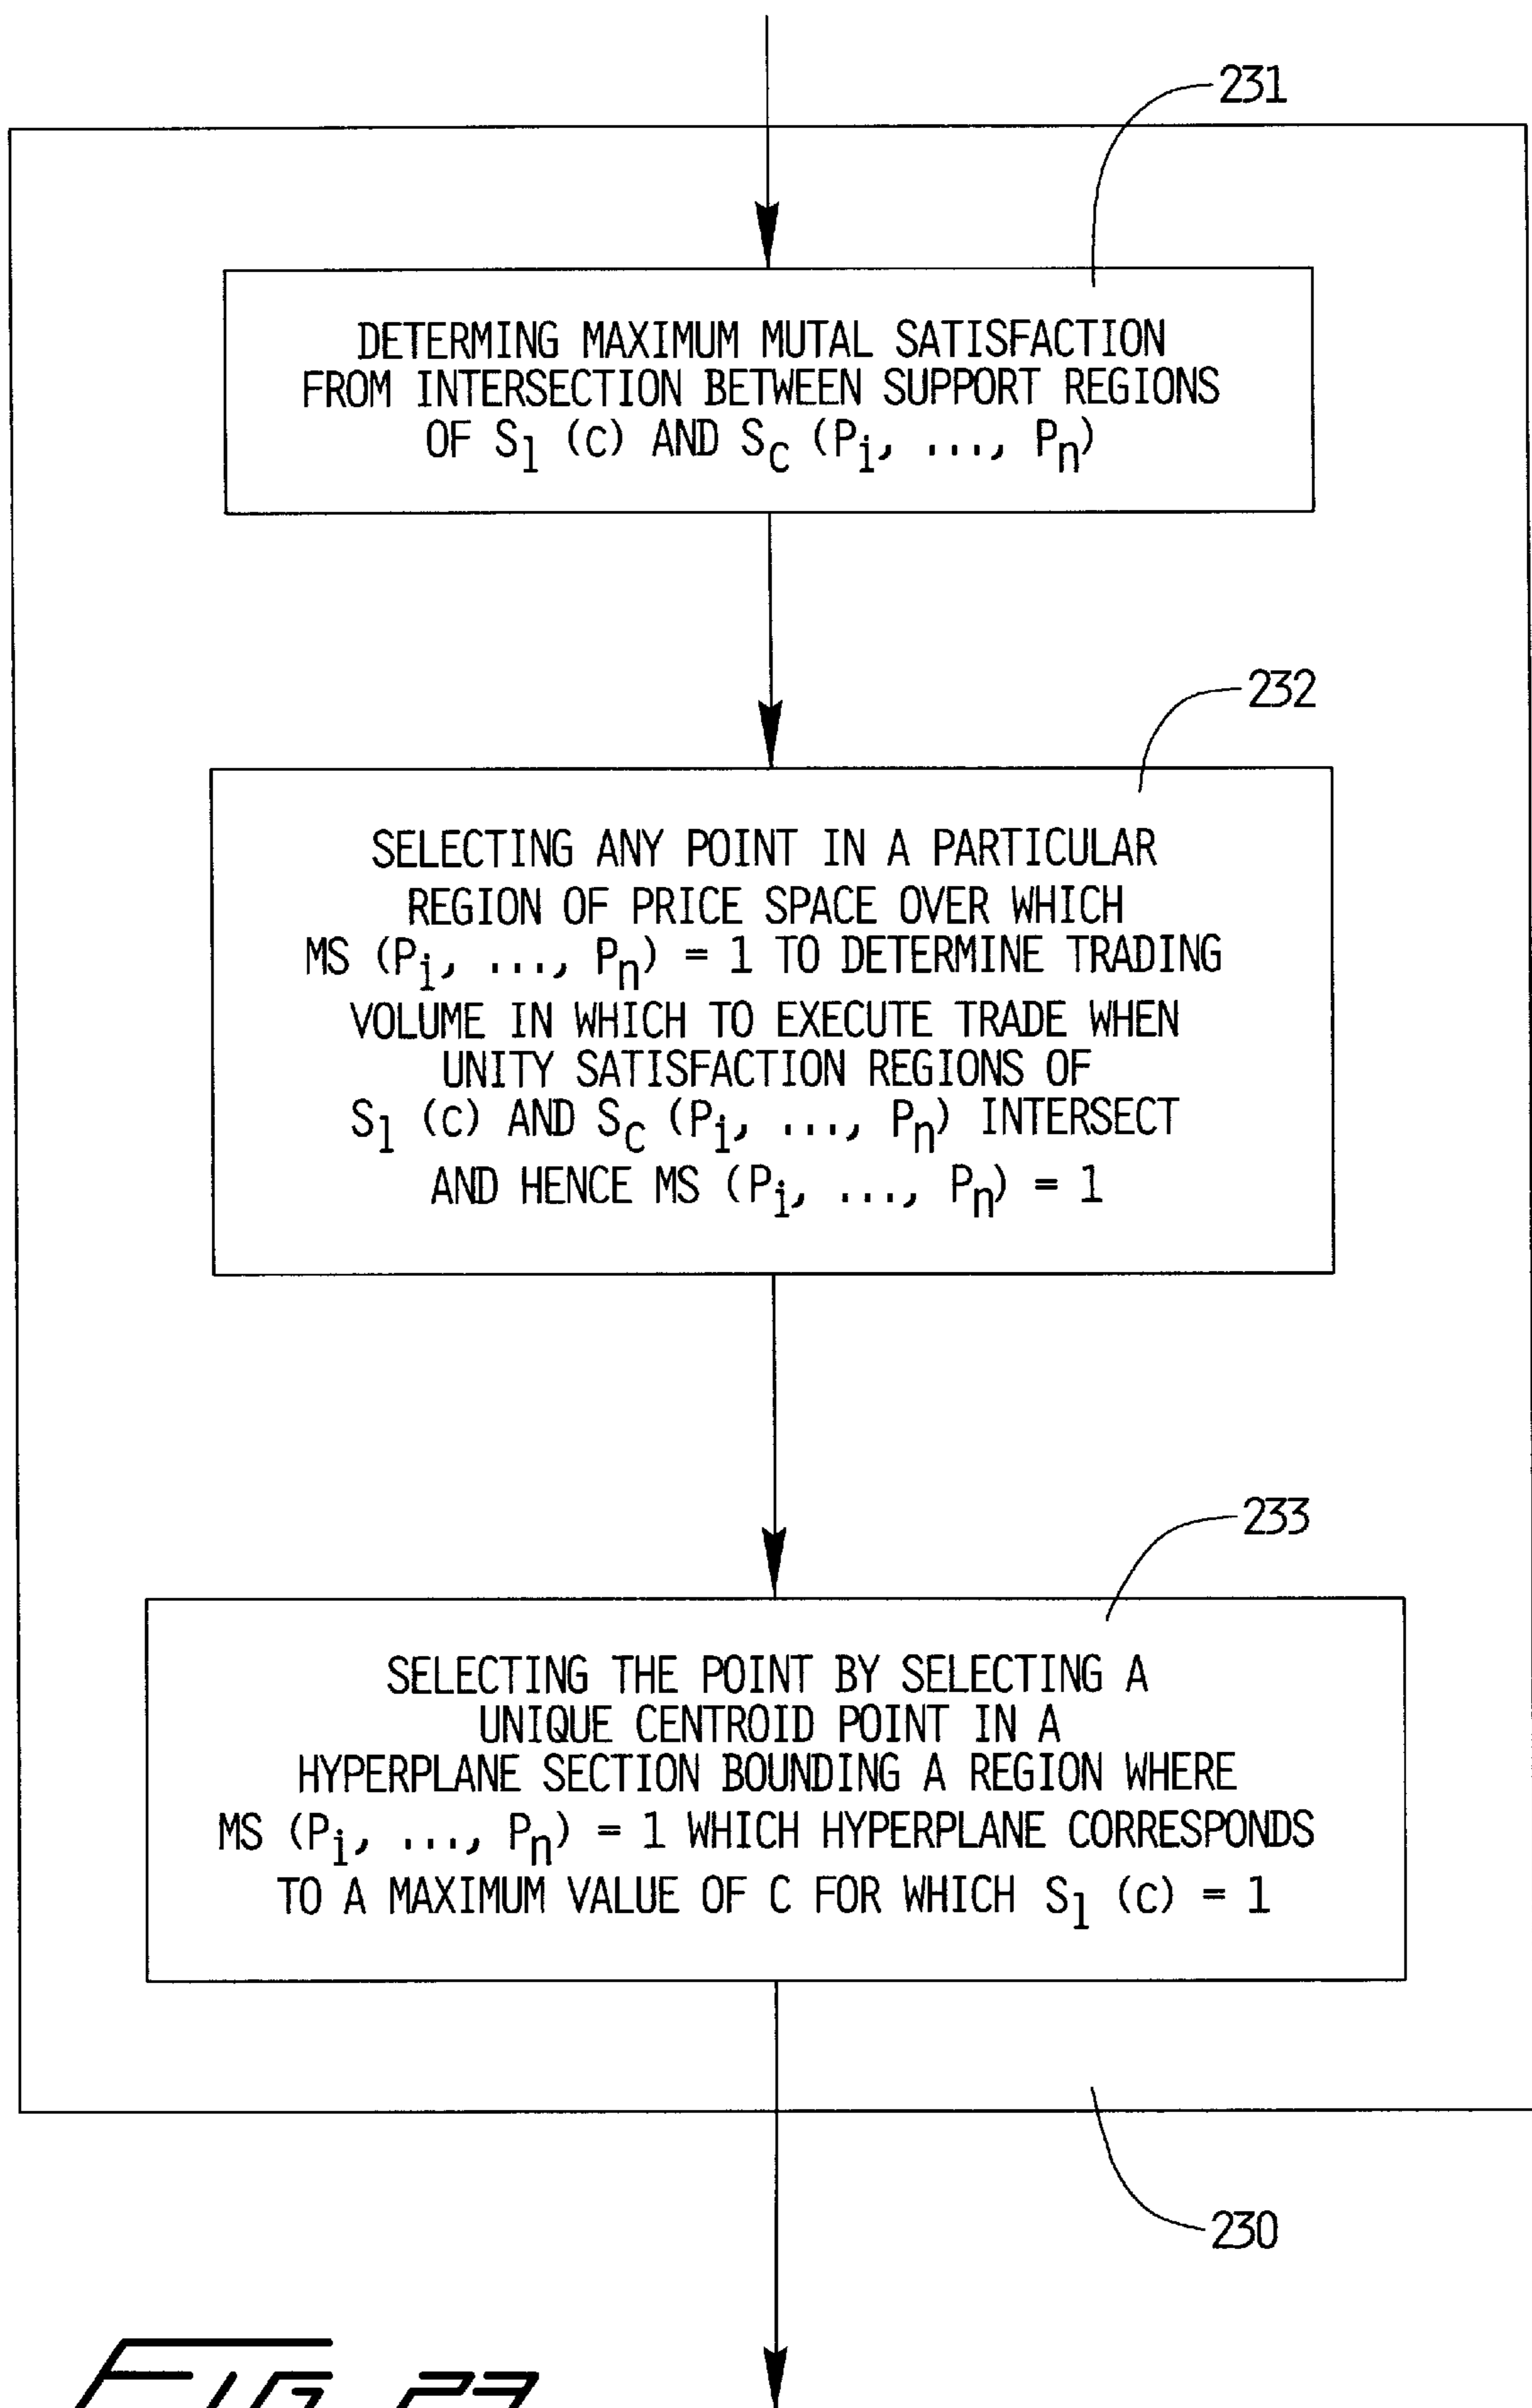 231
DETERMING MAXIMUM MUTAL SATISFACTION
FROM INTERSECTION BETWEEN SUPPORT REGIONS
OF S1 (C) AND SC (Pi, ..., Pn)
232
SELECTING ANY POINT IN A PARTICULAR
REGION OF PRICE SPACE OVER WHICH
MS (Pi, ..., Pn) = 1 TO DETERMINE TRADING
VOLUME IN WHICH TO EXECUTE TRADE WHEN
UNITY SATISFACTION REGIONS OF
S1 (C) AND SC (Pi, ..., Pn) INTERSECT
AND HENCE MS (Pi, ..., Pn) = 1
233
SELECTING THE POINT BY SELECTING A
UNIQUE CENTROID POINT IN A
HYPERPLANE SECTION BOUNDING A REGION WHERE
MS (Pi, ..., Pn) = 1 WHICH HYPERPLANE CORRESPONDS
TO A MAXIMUM VALUE OF C FOR WHICH S1 (C) = 1
230
FIG. 23